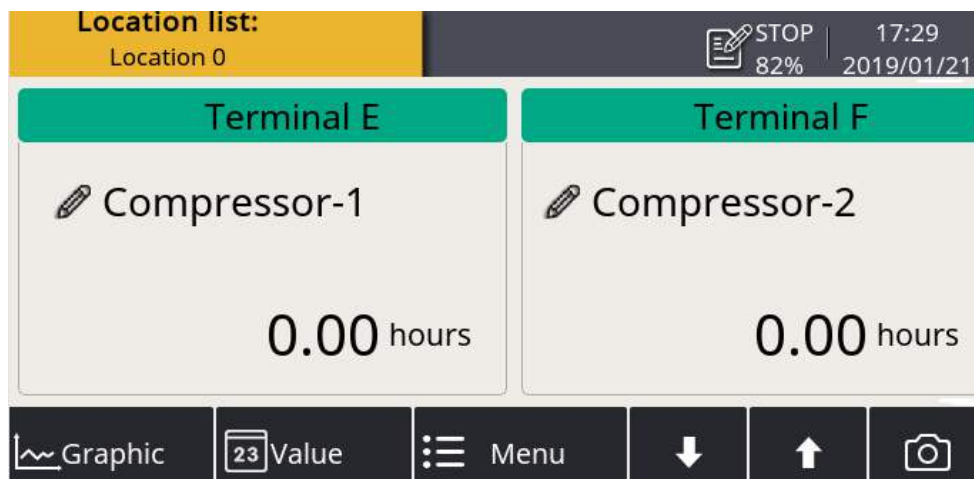 Location list:
Location 0
STOP
82%
17:29
2019/01/21
Terminal E
Terminal F
Compressor-1
Compressor-2
0.00 hours
0.00 hours
Graphic
23 Value
Menu